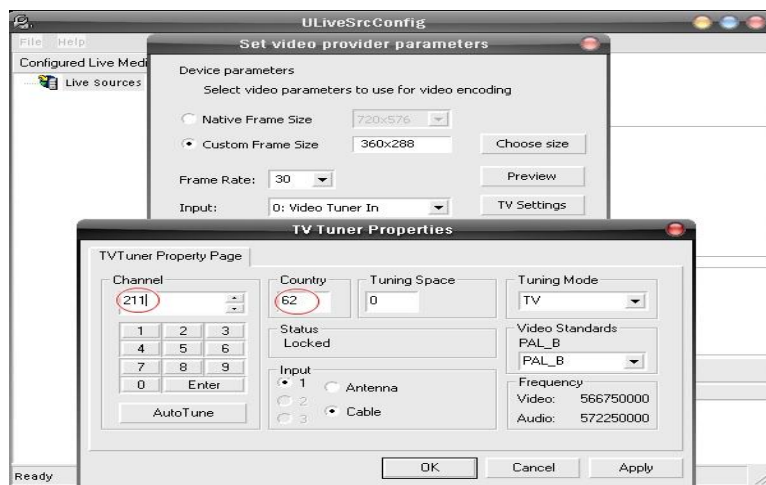 ULiveSrcConfig
File Help
Configured Live Medi
Live Sources
Set video provider parameters
Device parameters
Select video parameters to use for video encoding
Native Frame Size 720x576
Custom Frame Size 360x288 Choose size
Frame Rate: 30 Preview
Input: 0: Video Tuner In TV Settings
TV Tuner Properties
TVTuner Property Page
Channel
211
1 2 3
4 5 6
7 8 9
0 Enter
AutoTune
Country
62
Tuning Space
0
Status
Locked
Input
1
2
3
Antenna
Cable
Tuning Mode
TV
Video Standards
PAL_B
PAL_B
Frequency
Video: 566750000
Audio: 572250000
OK Cancel Apply
Ready